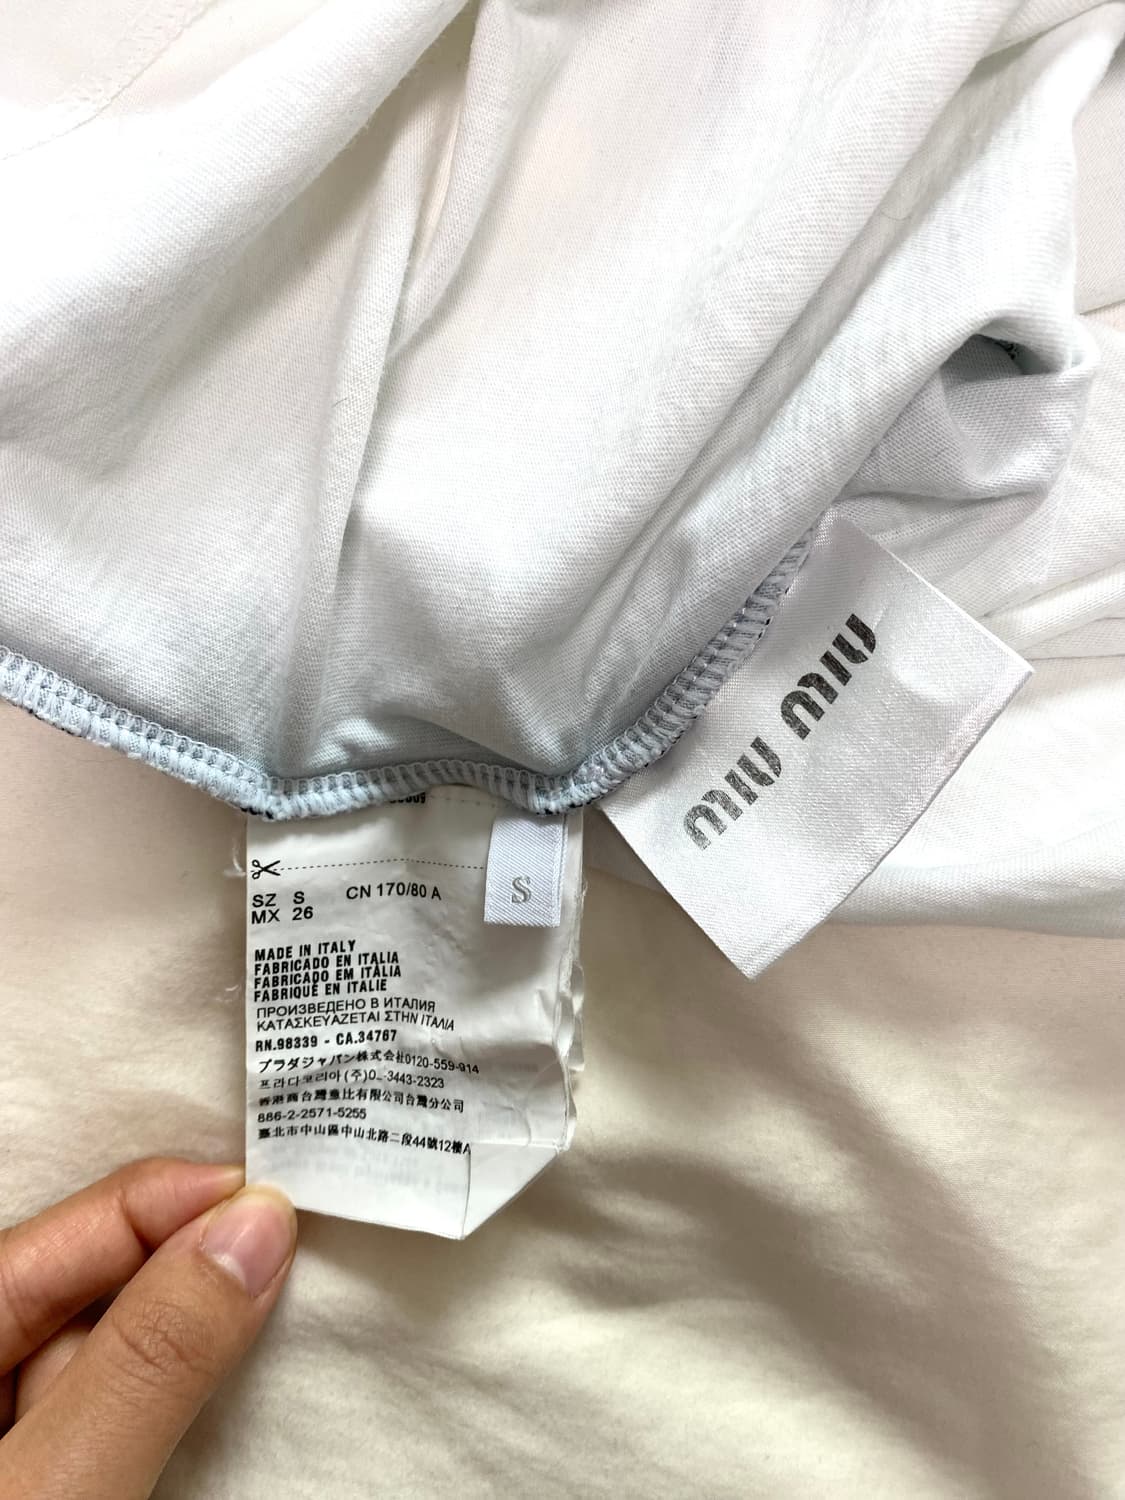 miu miu
S
SZ S CN 170/80 A
MX 26
MADE IN ITALY
FABRICADO EN ITALIA
FABRICADO EM ITÁLIA
FABRIQUÉ EN ITALIE
ПРОИЗВЕДЕНО В ИТАЛИЯ
ΚΑΤΑΣΚΕΥΑΖΕΤΑΙ ΣΤΗΝ ΙΤΑΛΙΑ
RN.98339 - CA.34767
プラダジャパン株式会社0120-559-914
프라다코리아(주)0 -3443-2323
香港商台灣意比有限公司台灣分公司
886-2-2571-5255
臺北市中山區中山北路二段44號12樓A